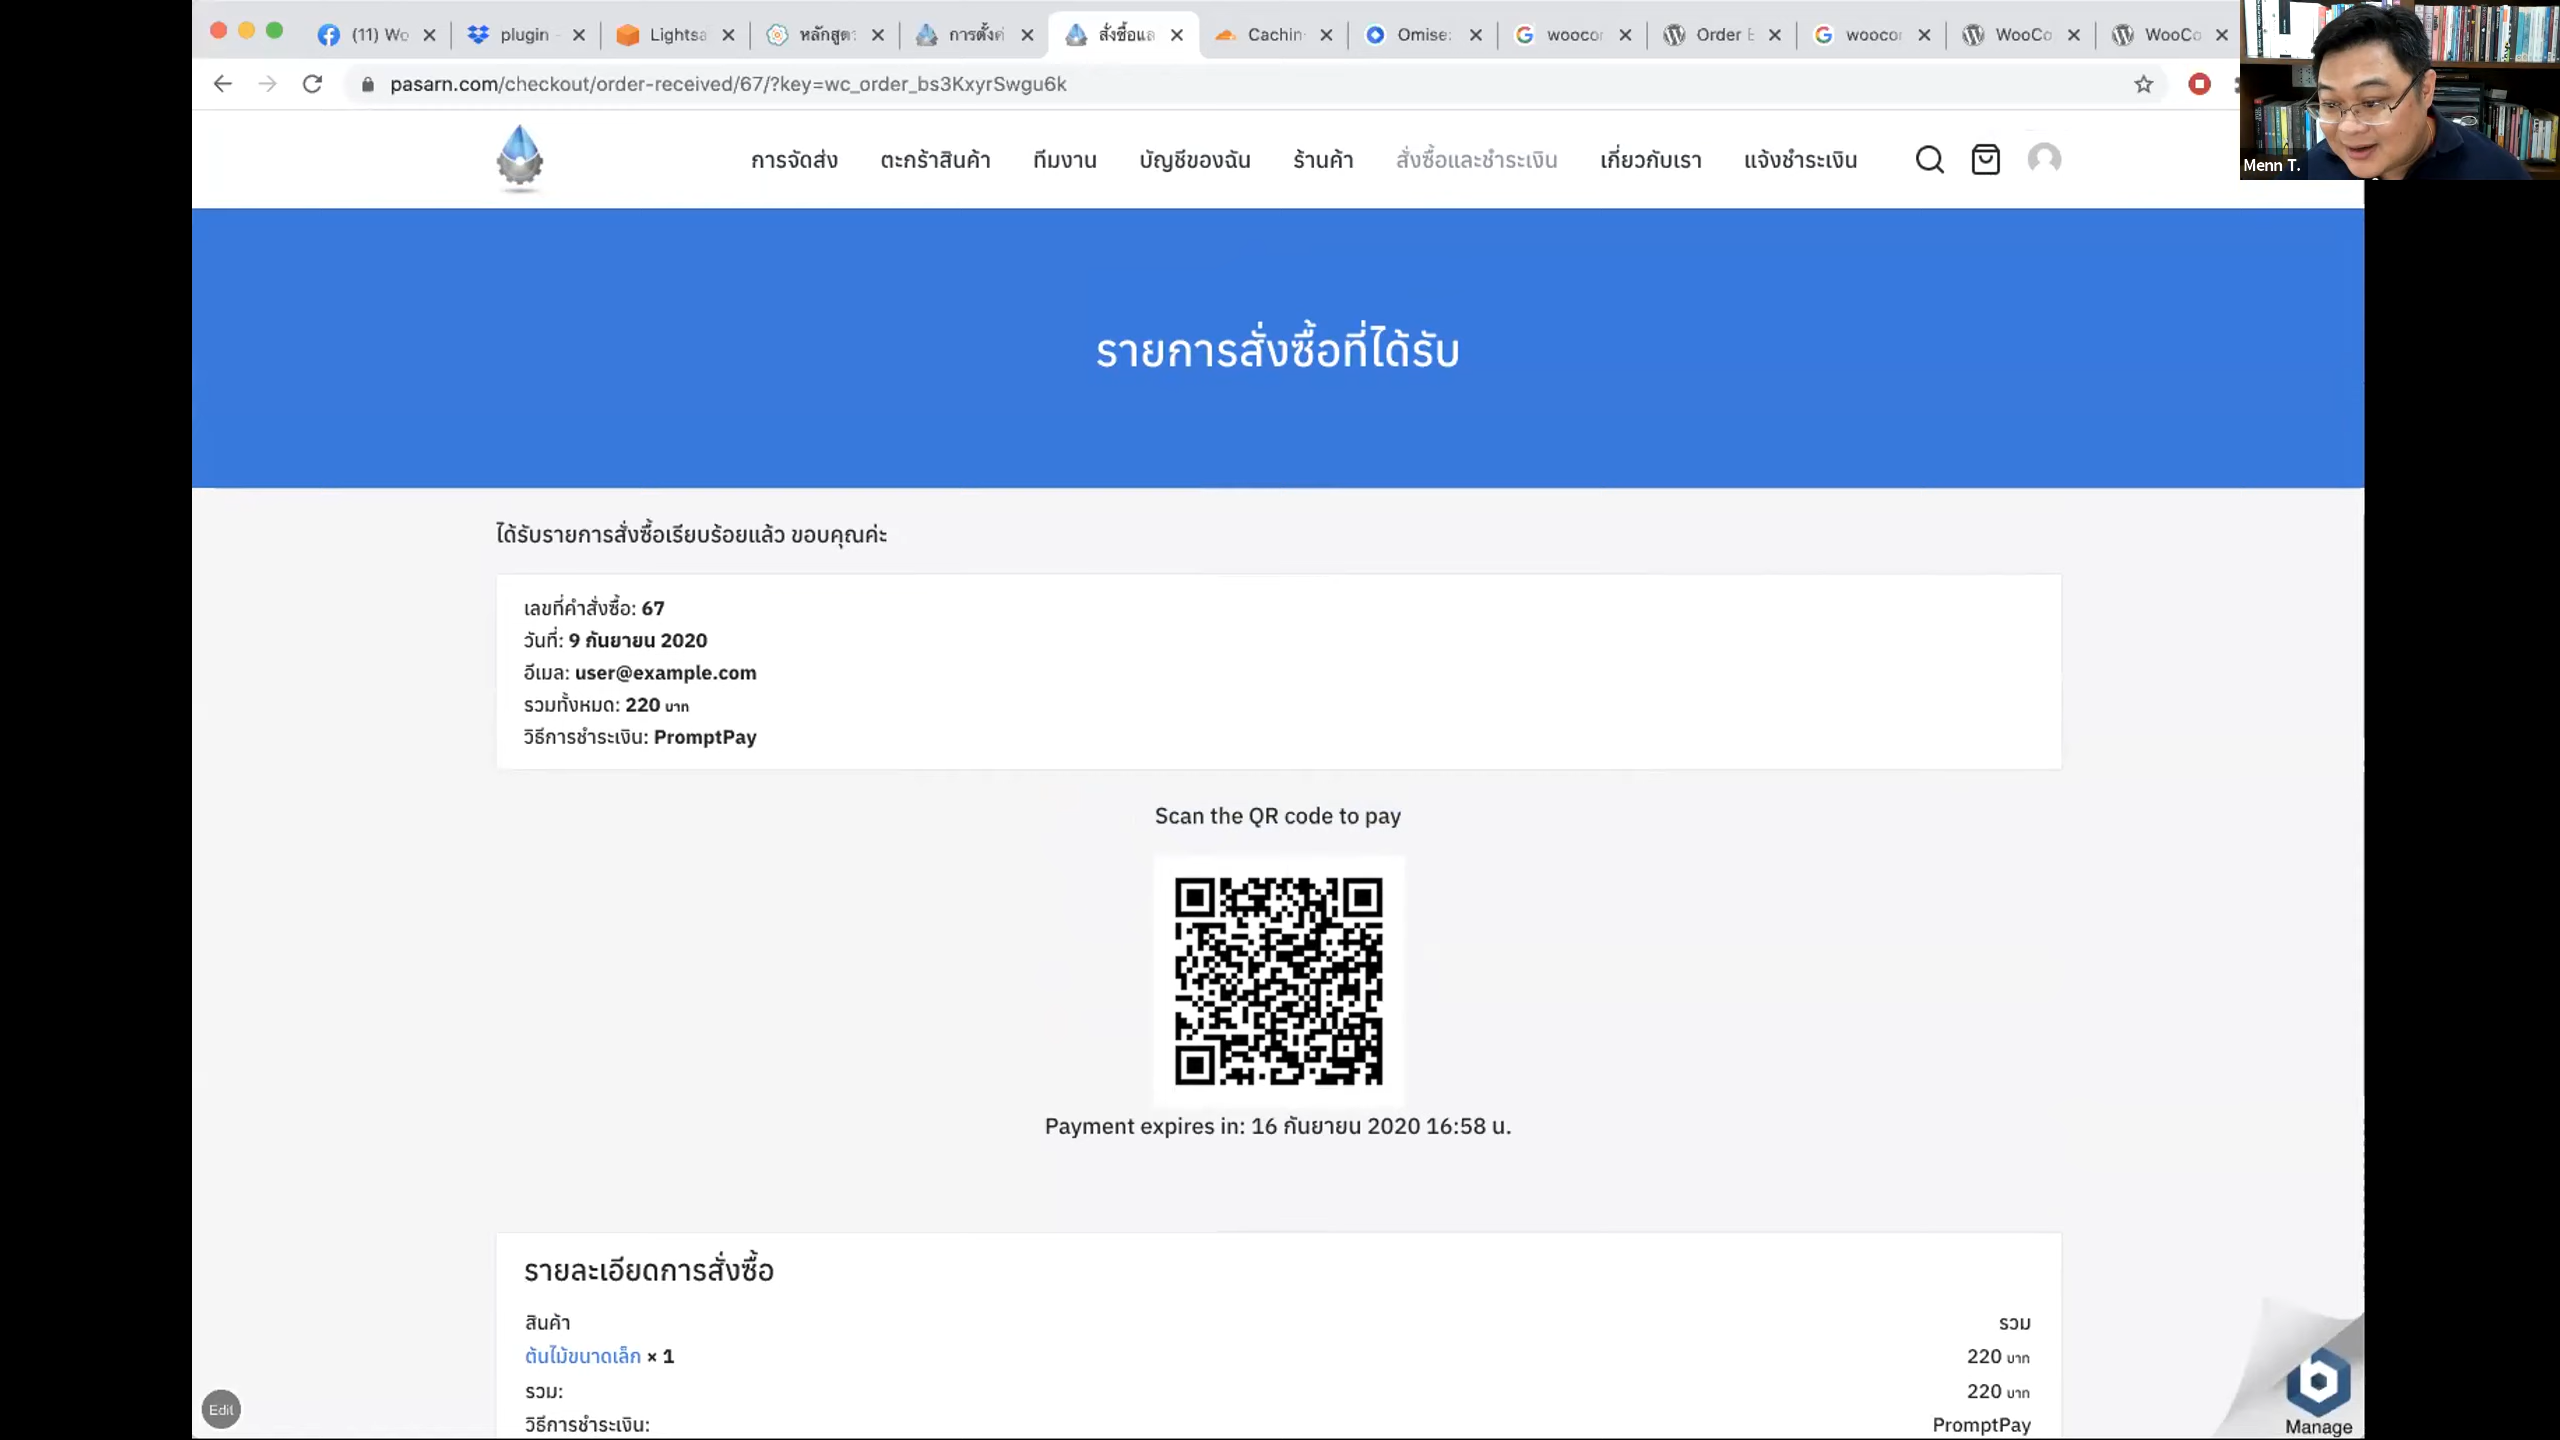 (11) Wo
plugin -
Lightsa
หลักสูตร
การตั้งค่
สั่งซื้อแล
Cachin
Omise:
woocor
Order E
woocor
WooCo
WooCo
pasarn.com/checkout/order-received/67/?key=wc_order_bs3KxyrSwgu6k
Menn T.
การจัดส่ง
ตะกร้าสินค้า
ทีมงาน
บัญชีของฉัน
ร้านค้า
สั่งซื้อและชำระเงิน
เกี่ยวกับเรา
แจ้งชำระเงิน
รายการสั่งซื้อที่ได้รับ
ได้รับรายการสั่งซื้อเรียบร้อยแล้ว ขอบคุณค่ะ
เลขที่คำสั่งซื้อ: 67
วันที่: 9 กันยายน 2020
อีเมล: user@example.com
รวมทั้งหมด: 220 บาท
วิธีการชำระเงิน: PromptPay
Scan the QR code to pay
Payment expires in: 16 กันยายน 2020 16:58 น.
รายละเอียดการสั่งซื้อ
สินค้า รวม
ต้นไม้ขนาดเล็ก × 1 220 บาท
รวม: 220 บาท
วิธีการชำระเงิน: PromptPay
Edit
Manage